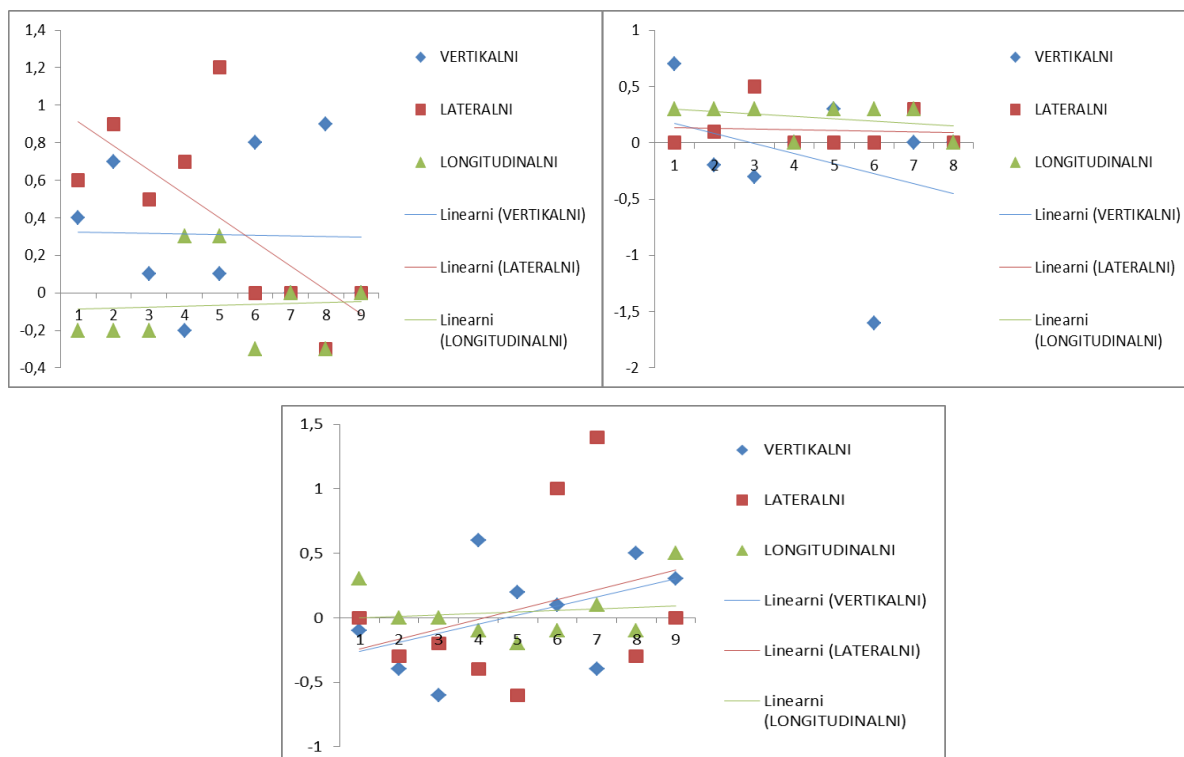 1,4
1,2
1
0,8
0,6
0,4
0,2
0
-0,2
-0,4
1 2 3 4 5 6 7 8 9
VERTIKALNI
LATERALNI
LONGITUDINALNI
Linearni (VERTIKALNI)
Linearni (LATERALNI)
Linearni
(LONGITUDINALNI)
1
0,5
0
-0,5
-1
-1,5
-2
1 2 3 4 5 6 7 8
VERTIKALNI
LATERALNI
LONGITUDINALNI
Linearni (VERTIKALNI)
Linearni (LATERALNI)
Linearni
(LONGITUDINALNI)
1,5
1
0,5
0
-0,5
-1
1 2 3 4 5 6 7 8 9
VERTIKALNI
LATERALNI
LONGITUDINALNI
Linearni (VERTIKALNI)
Linearni (LATERALNI)
Linearni
(LONGITUDINALNI)